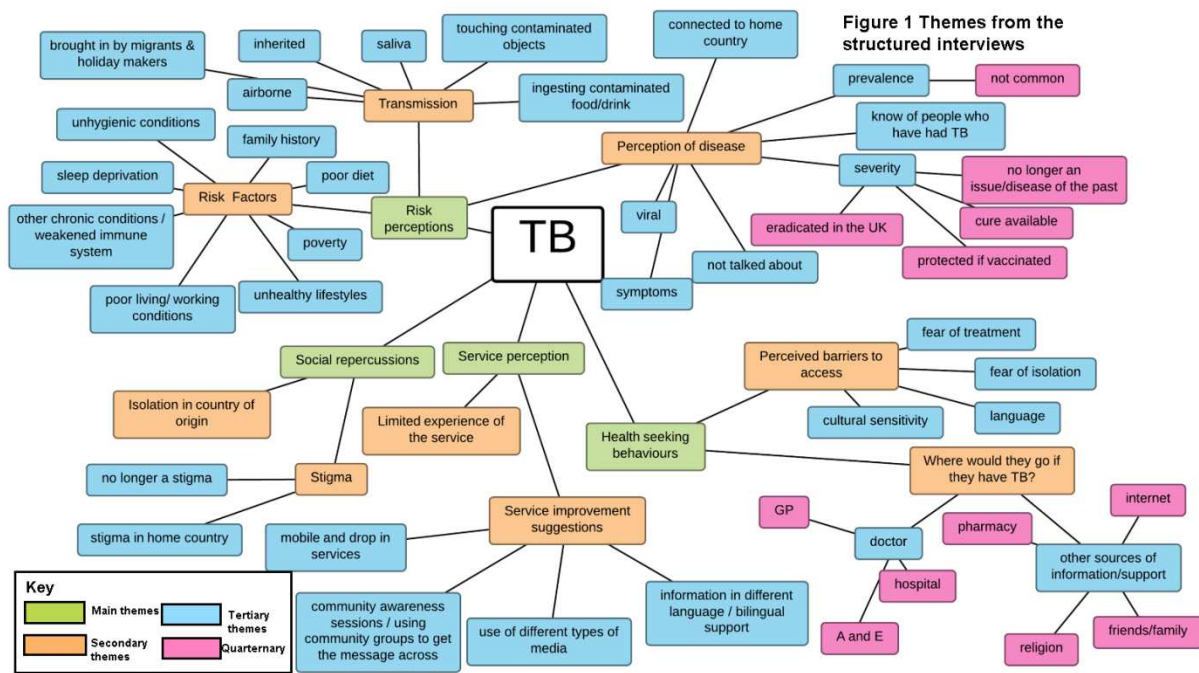 Figure 1 Themes from the
structured interviews
brought in by migrants &
holiday makers
inherited
saliva
touching contaminated
objects
airborne
Transmission
ingesting contaminated
food/drink
connected to home
country
prevalence
not common
know of people who
have had TB
Perception of disease
severity
no longer an
issue/disease of the past
cure available
protected if vaccinated
eradicated in the UK
viral
symptoms
not talked about
unhygienic conditions
family history
sleep deprivation
poor diet
Risk Factors
other chronic conditions /
weakened immune
system
poverty
poor living/ working
conditions
unhealthy lifestyles
Risk
perceptions
TB
Social repercussions
Service perception
Isolation in country of
origin
Limited experience of
the service
no longer a stigma
Stigma
stigma in home country
Service improvement
suggestions
mobile and drop in
services
community awareness
sessions / using
community groups to get
the message across
use of different types of
media
information in different
language / bilingual
support
Health seeking
behaviours
Perceived barriers to
access
fear of treatment
fear of isolation
language
cultural sensitivity
Where would they go if
they have TB?
GP
doctor
hospital
A and E
pharmacy
internet
other sources of
information/support
religion
friends/family
Key
Main themes
Tertiary
themes
Secondary
themes
Quarternary